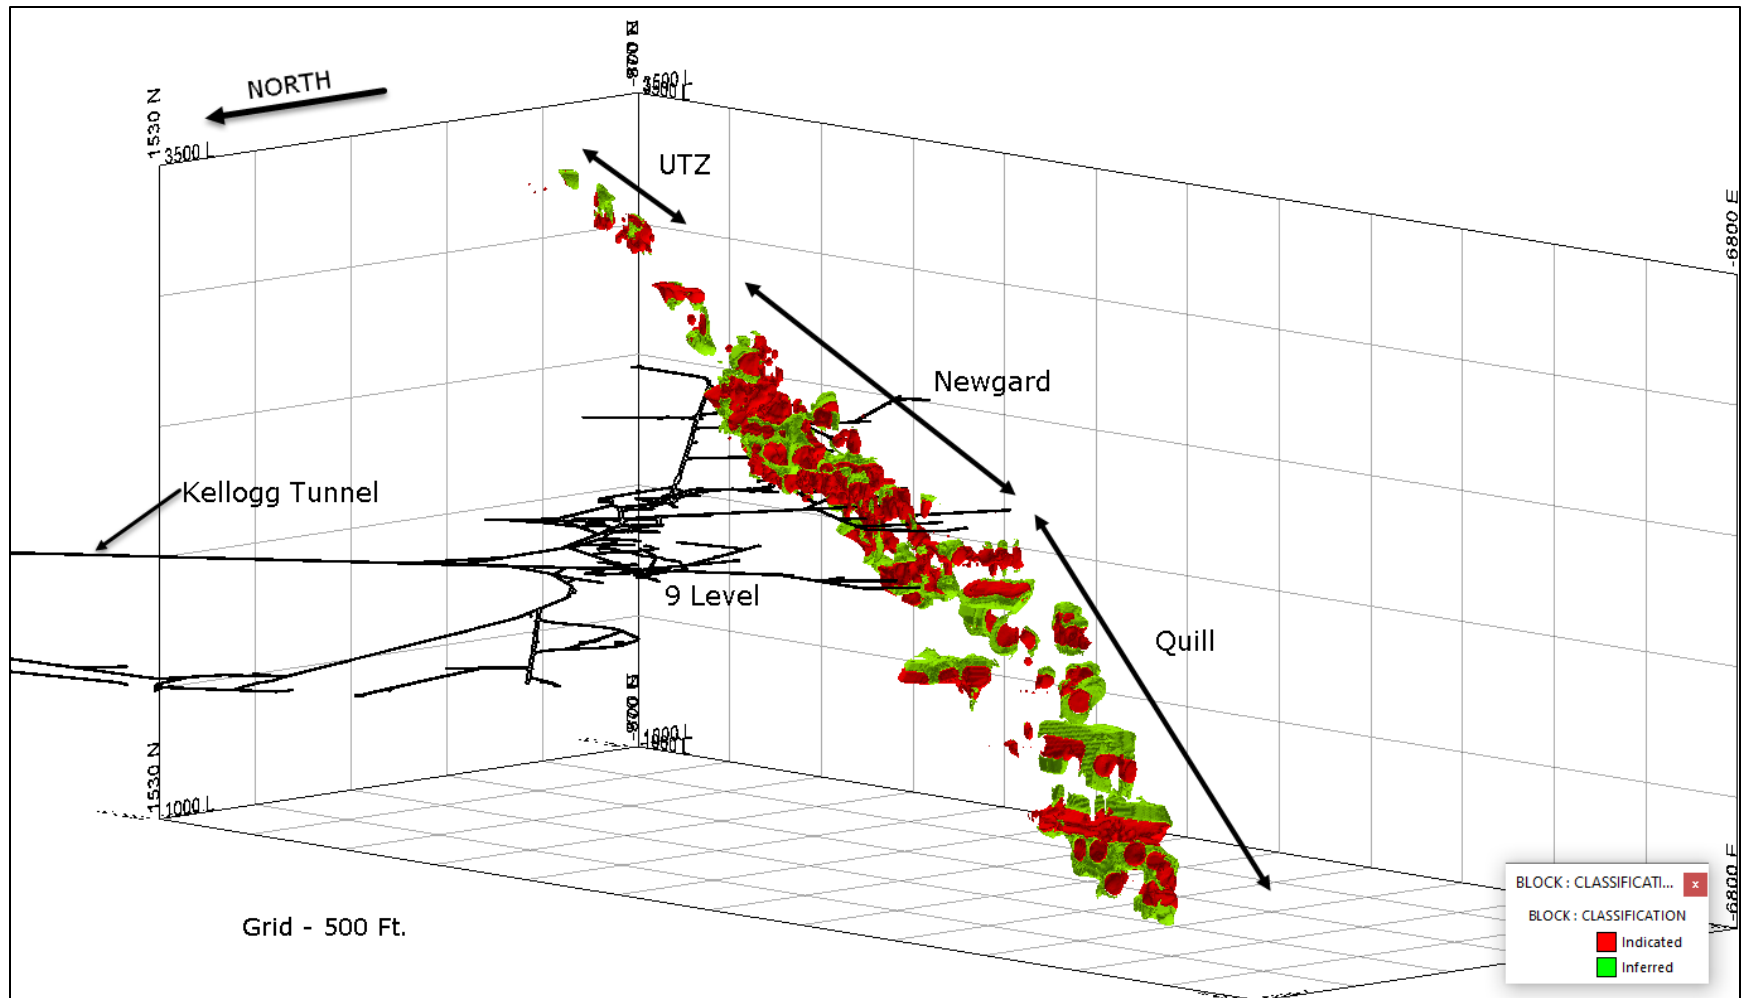 NORTH
1530 N
3500 L
3500 L
UTZ
-6800 E
Newgard
Kellogg Tunnel
9 Level
Quill
1530 N
1000 L
1000 L
-6800 E
Grid - 500 Ft.
BLOCK : CLASSIFICATI... x
BLOCK : CLASSIFICATION
Indicated
Inferred